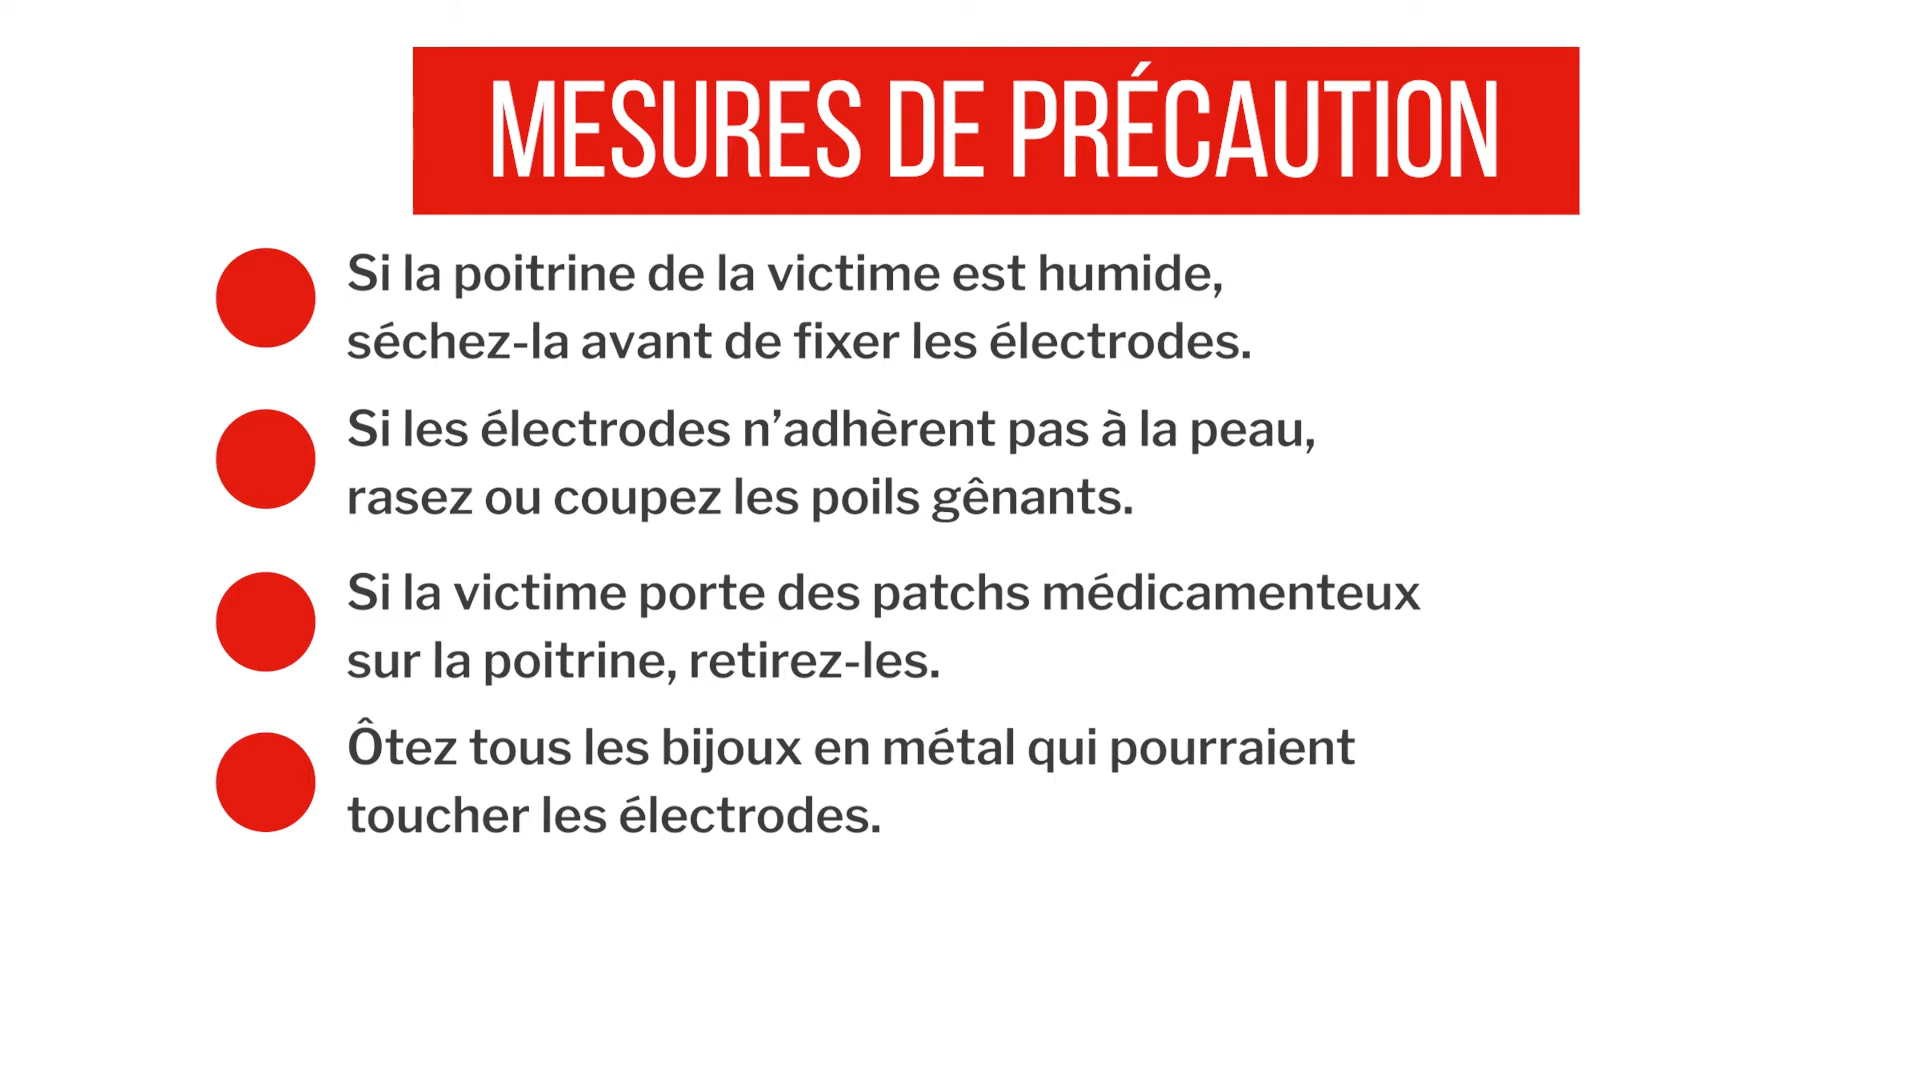 MESURES DE PRÉCAUTION
Si la poitrine de la victime est humide,
séchez-la avant de fixer les électrodes.
Si les électrodes n’adhèrent pas à la peau,
rasez ou coupez les poils gênants.
Si la victime porte des patchs médicamenteux
sur la poitrine, retirez-les.
Ôtez tous les bijoux en métal qui pourraient
toucher les électrodes.